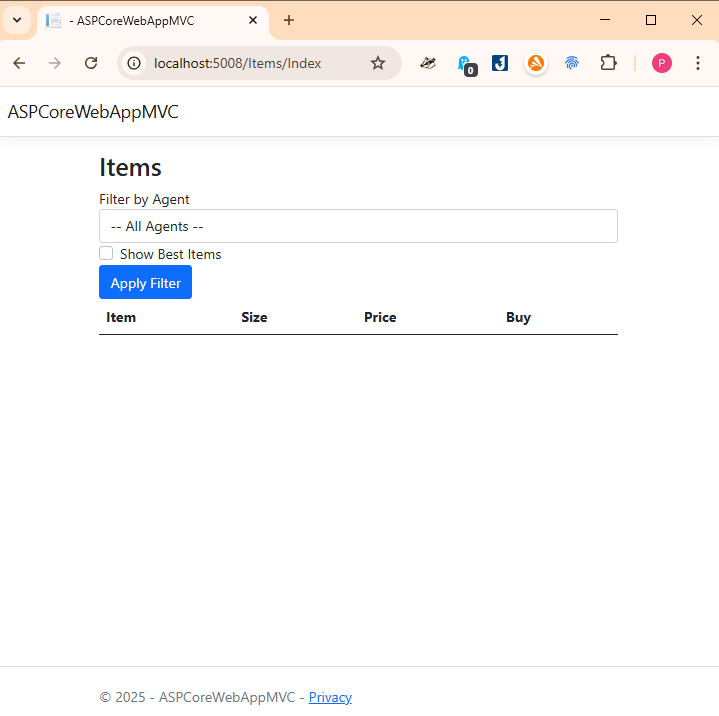 - ASPCoreWebAppMVC
localhost:5008/Items/Index
0
P
ASPCoreWebAppMVC
Items
Filter by Agent
-- All Agents --
Show Best Items
Apply Filter
Item Size Price Buy
© 2025 - ASPCoreWebAppMVC - Privacy